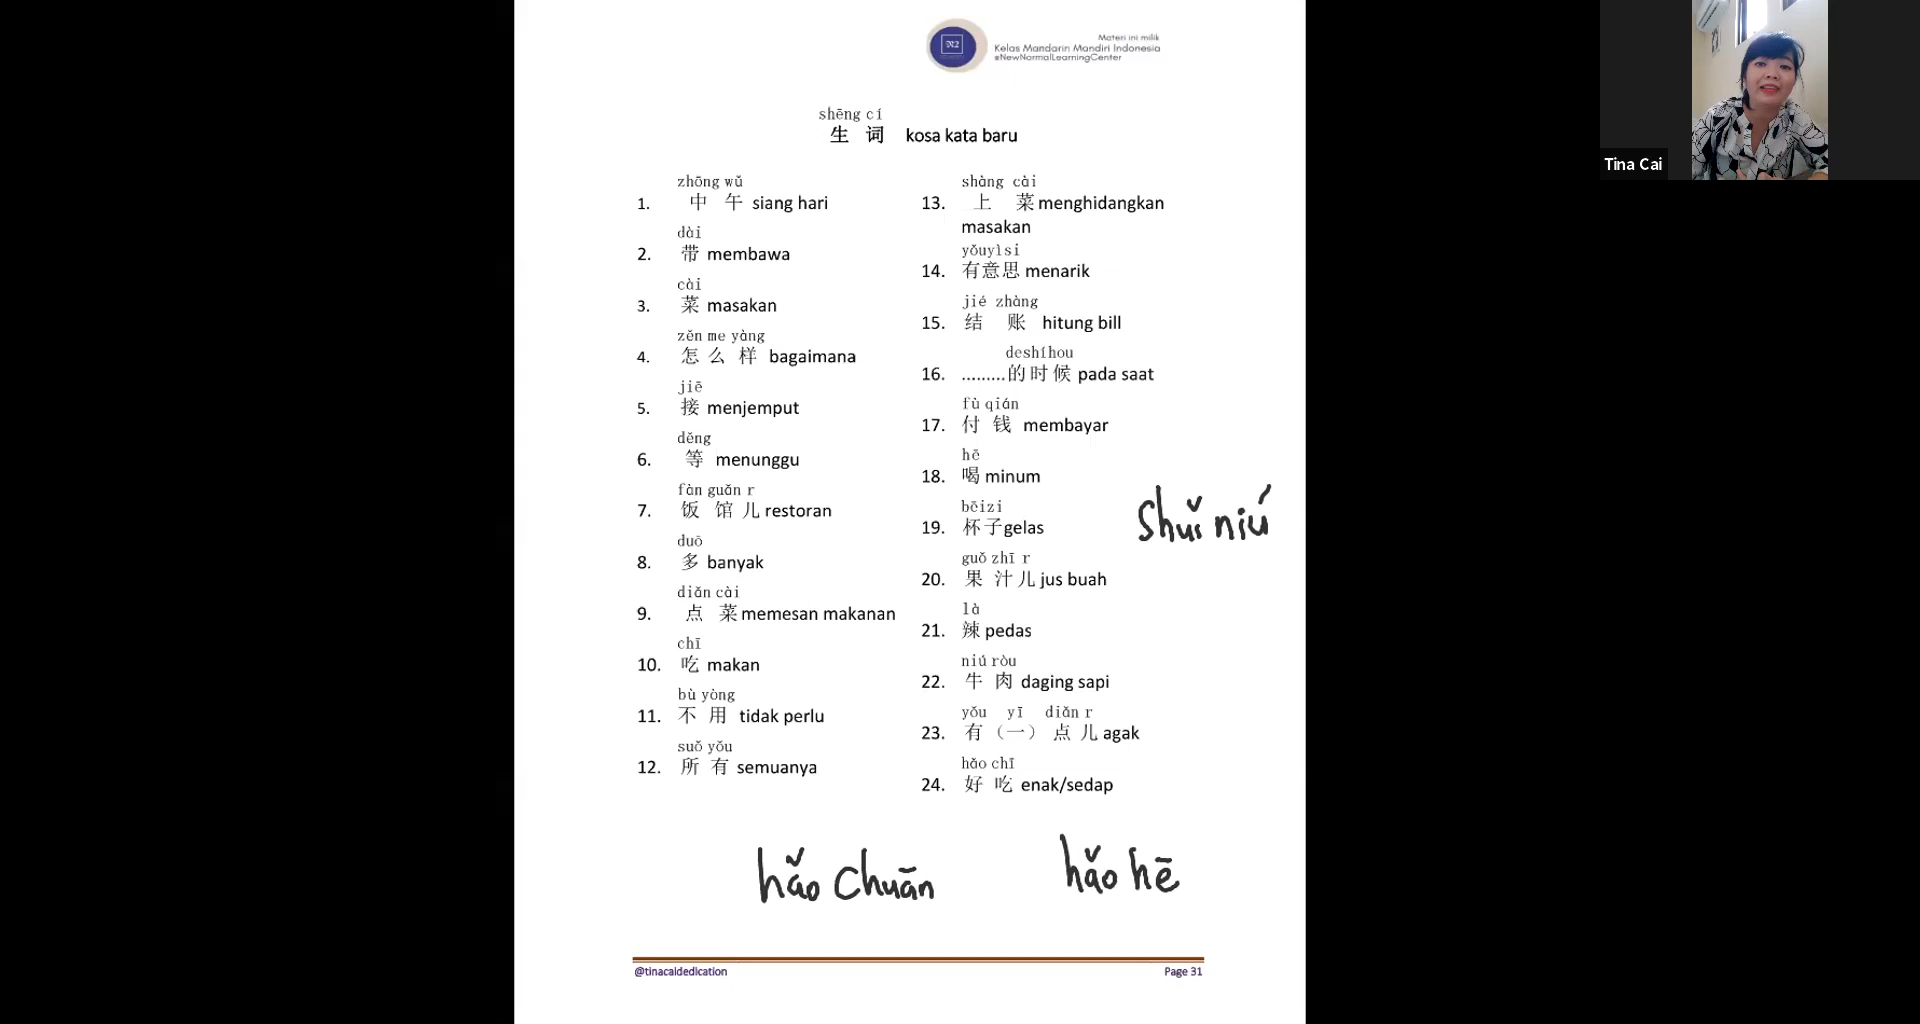 Materi ini milik
Kelas Mandarin Mandiri Indonesia
#NewNormalLearningCenter
shēng cí
生 词 kosa kata baru
zhōng wǔ
1. 中 午 siang hari
dài
2. 带 membawa
cài
3. 菜 masakan
zěn me yàng
4. 怎 么 样 bagaimana
jiē
5. 接 menjemput
děng
6. 等 menunggu
fàn guǎn r
7. 饭 馆 儿 restoran
duō
8. 多 banyak
diǎn cài
9. 点 菜 memesan makanan
chī
10. 吃 makan
bù yòng
11. 不 用 tidak perlu
suǒ yǒu
12. 所 有 semuanya
shàng cài
13. 上 菜 menghidangkan
masakan
yǒuyìsi
14. 有意思 menarik
jié zhàng
15. 结 账 hitung bill
deshíhou
16. .........的时候 pada saat
fù qián
17. 付 钱 membayar
hē
18. 喝 minum
bēizi
19. 杯子 gelas
guǒ zhī r
20. 果 汁 儿 jus buah
là
21. 辣 pedas
niú ròu
22. 牛 肉 daging sapi
yǒu yī diǎn r
23. 有（一）点 儿 agak
hǎo chī
24. 好 吃 enak/sedap
shuǐ niú
hǎo chuān
hǎo hē
@tinacaidedication
Page 31
Tina Cai